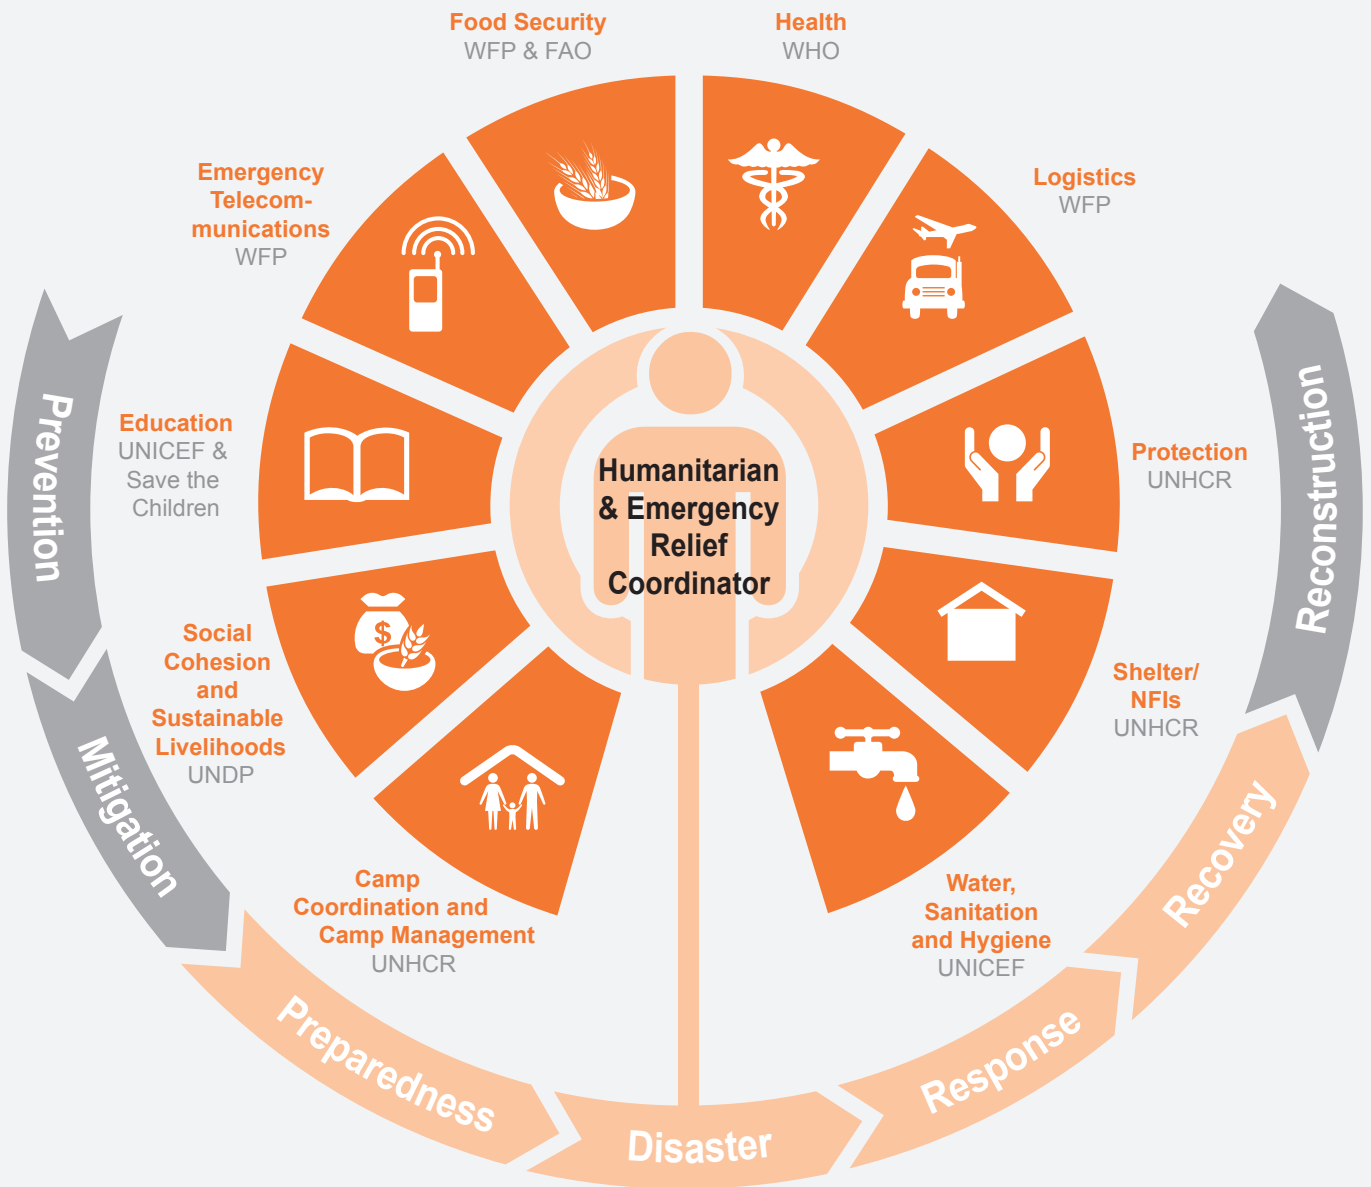 Food Security
WFP & FAO
Health
WHO
Emergency
Telecom-
munications
WFP
Logistics
WFP
Education
UNICEF &
Save the
Children
Protection
UNHCR
Humanitarian
& Emergency
Relief
Coordinator
Social
Cohesion
and
Sustainable
Livelihoods
UNDP
$
Shelter/
NFIs
UNHCR
Camp
Coordination and
Camp Management
UNHCR
Water,
Sanitation
and Hygiene
UNICEF
Prevention
Mitigation
Preparedness
Disaster
Response
Recovery
Reconstruction